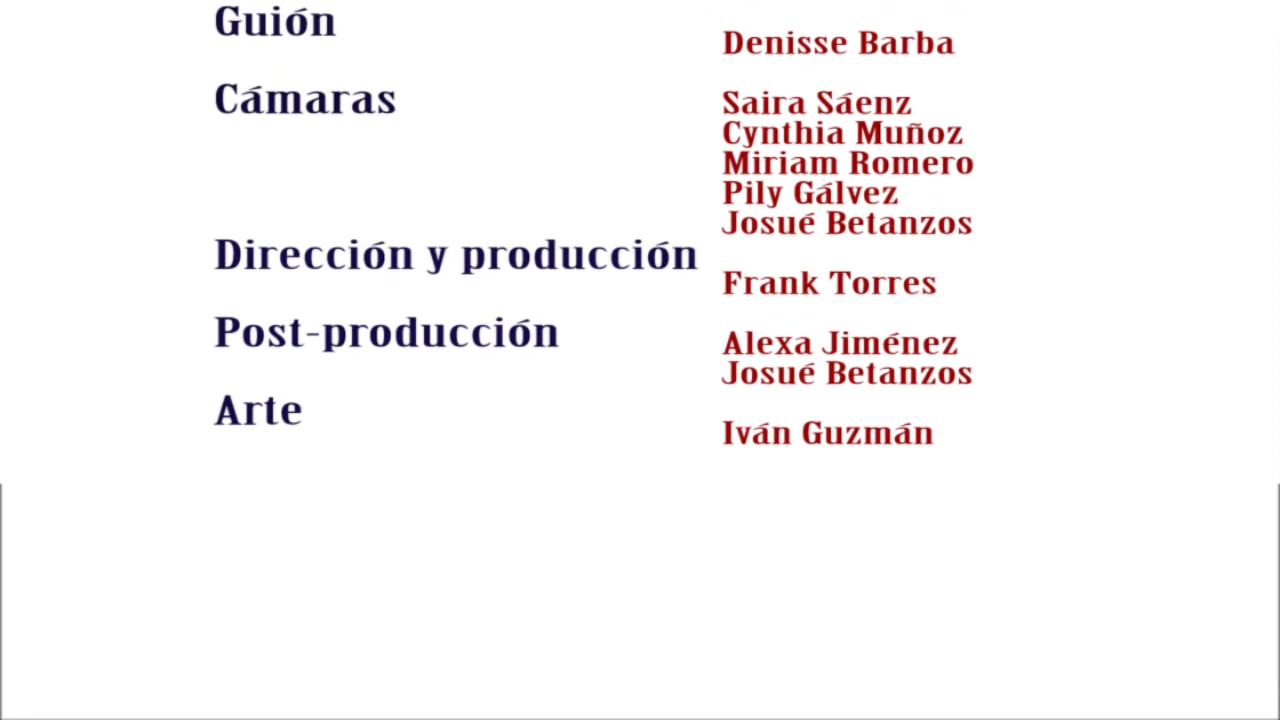 Guión
Denisse Barba
Cámaras
Saira Sáenz
Cynthia Muñoz
Miriam Romero
Pily Gálvez
Josué Betanzos
Dirección y producción
Frank Torres
Post-producción
Alexa Jiménez
Josué Betanzos
Arte
Iván Guzmán